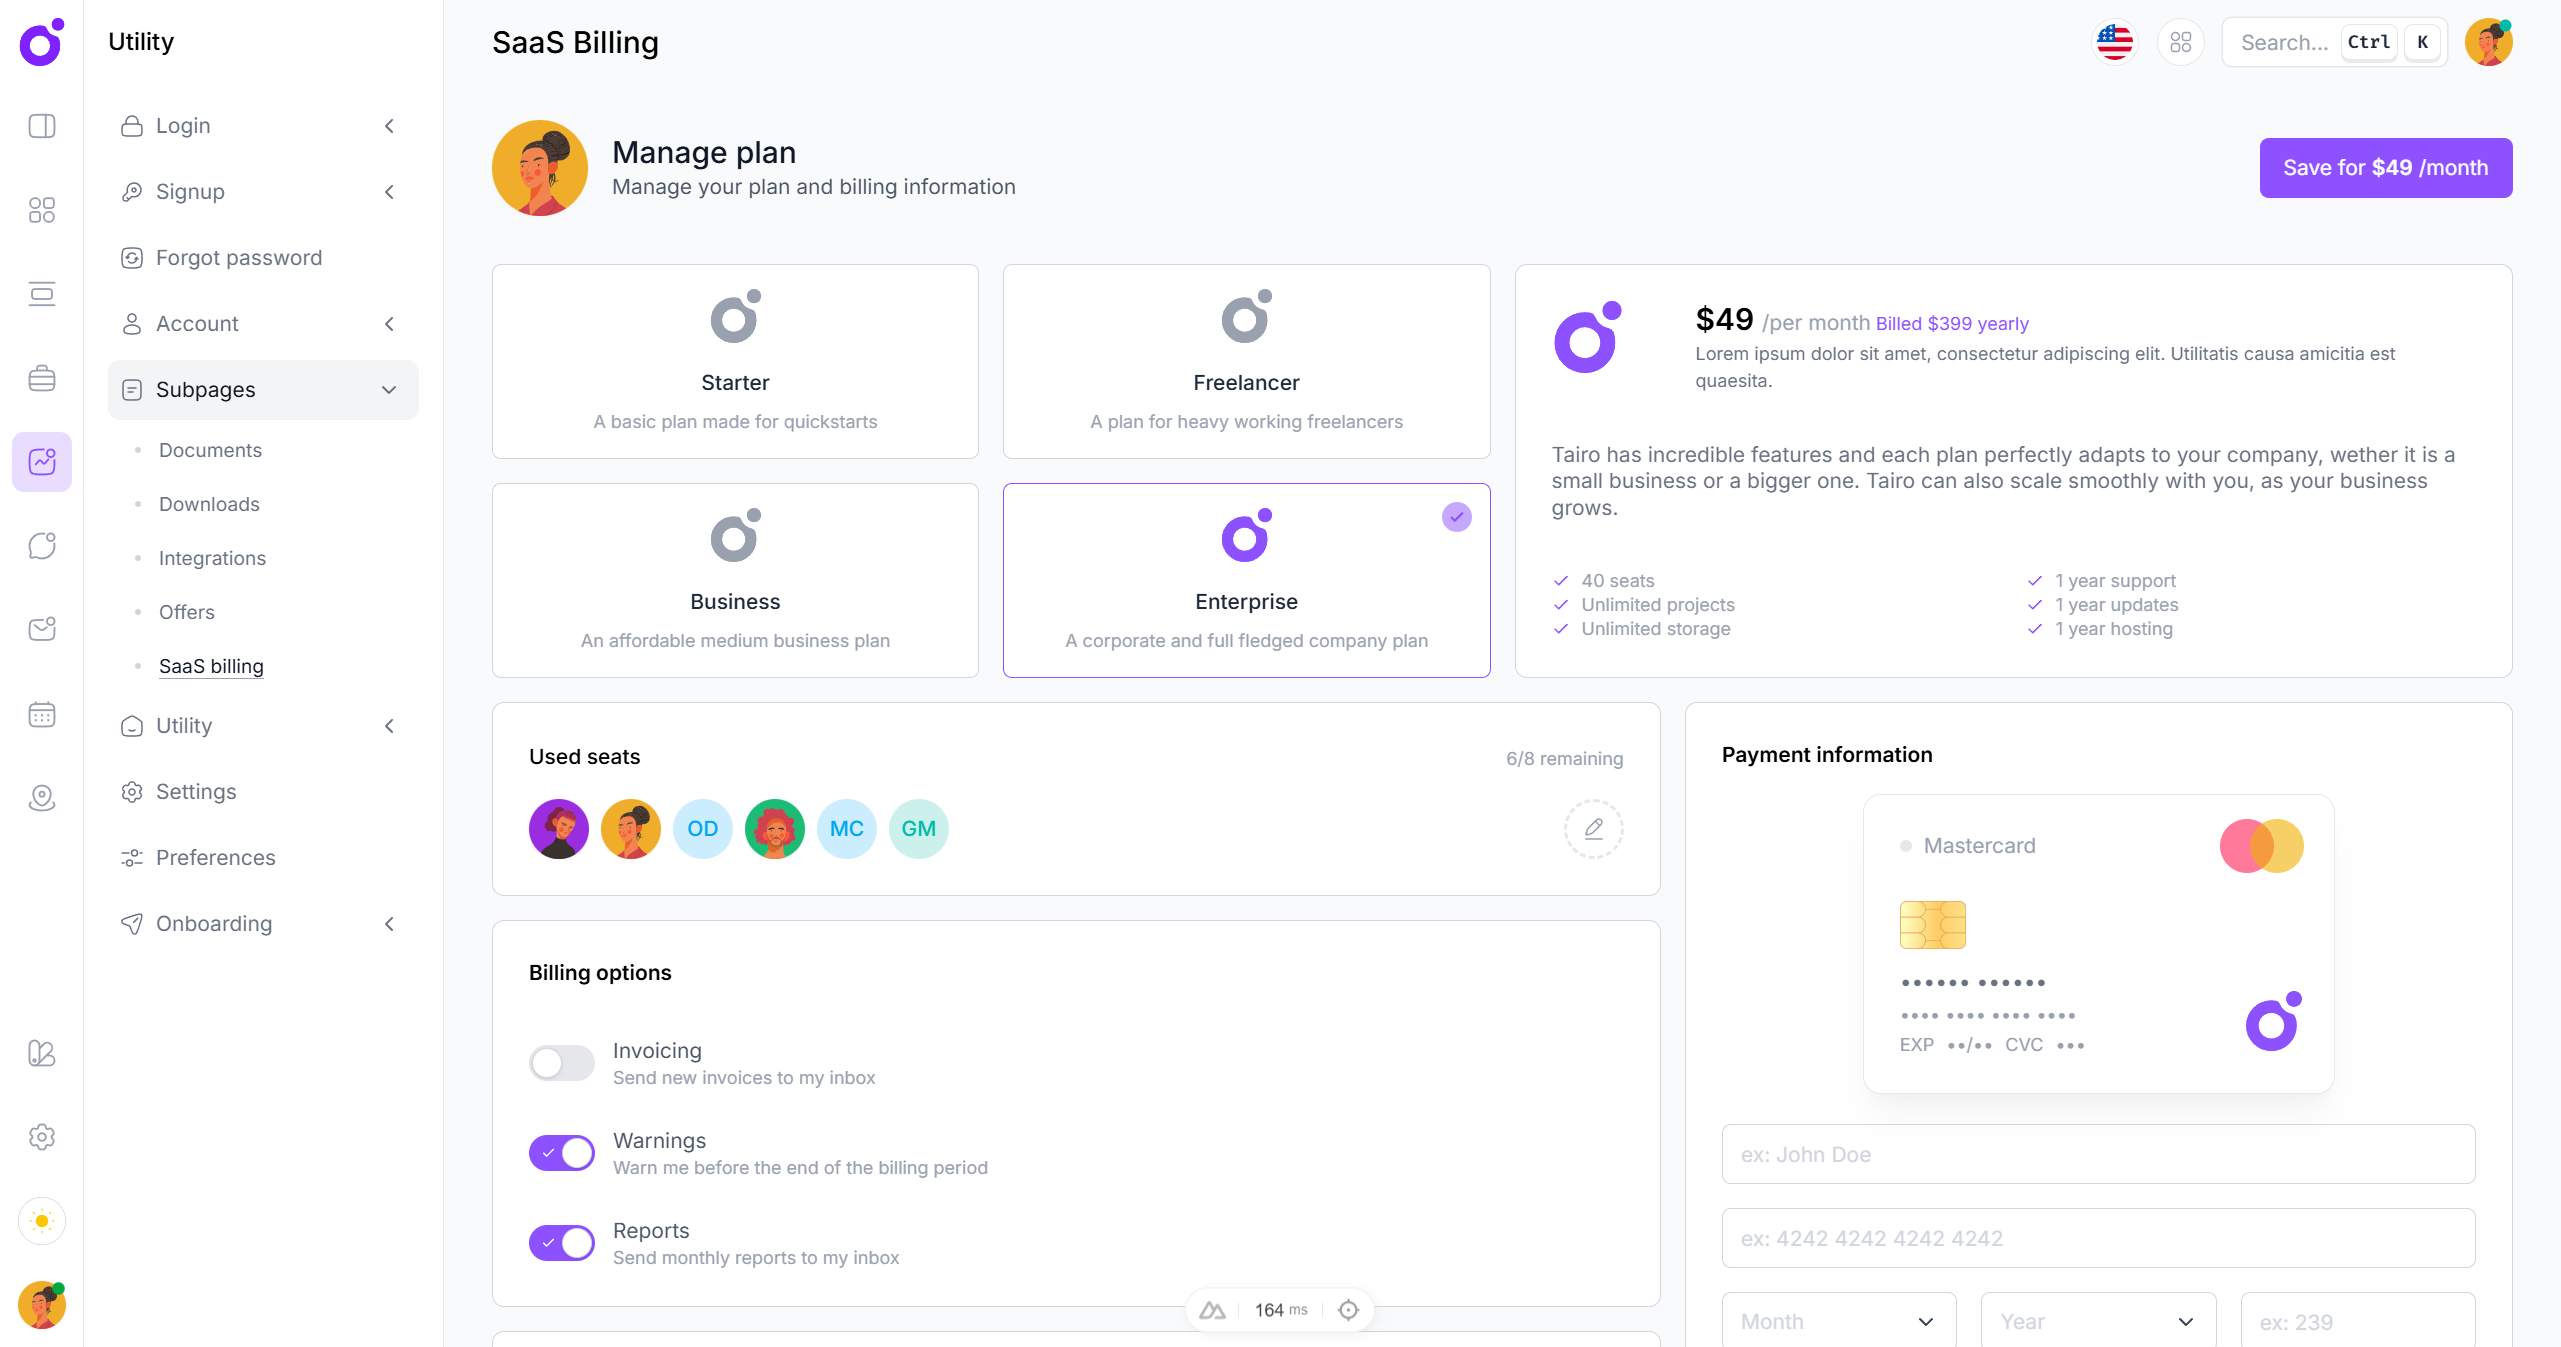 Utility
Login
Signup
Forgot password
Account
Subpages
Documents
Downloads
Integrations
Offers
SaaS billing
Utility
Settings
Preferences
Onboarding
SaaS Billing
Search...
Ctrl
K
Manage plan
Manage your plan and billing information
Save for $49 /month
Starter
A basic plan made for quickstarts
Freelancer
A plan for heavy working freelancers
Business
An affordable medium business plan
Enterprise
A corporate and full fledged company plan
$49 /per month Billed $399 yearly
Lorem ipsum dolor sit amet, consectetur adipiscing elit. Utilitatis causa amicitia est
quaesita.
Tairo has incredible features and each plan perfectly adapts to your company, wether it is a
small business or a bigger one. Tairo can also scale smoothly with you, as your business
grows.
40 seats
Unlimited projects
Unlimited storage
1 year support
1 year updates
1 year hosting
Used seats
6/8 remaining
OD
MC
GM
Billing options
Invoicing
Send new invoices to my inbox
Warnings
Warn me before the end of the billing period
Reports
Send monthly reports to my inbox
Payment information
Mastercard
•••••• ••••••
•••• •••• •••• ••••
EXP ••/•• CVC •••
ex: John Doe
ex: 4242 4242 4242 4242
Month
Year
ex: 239
164 ms